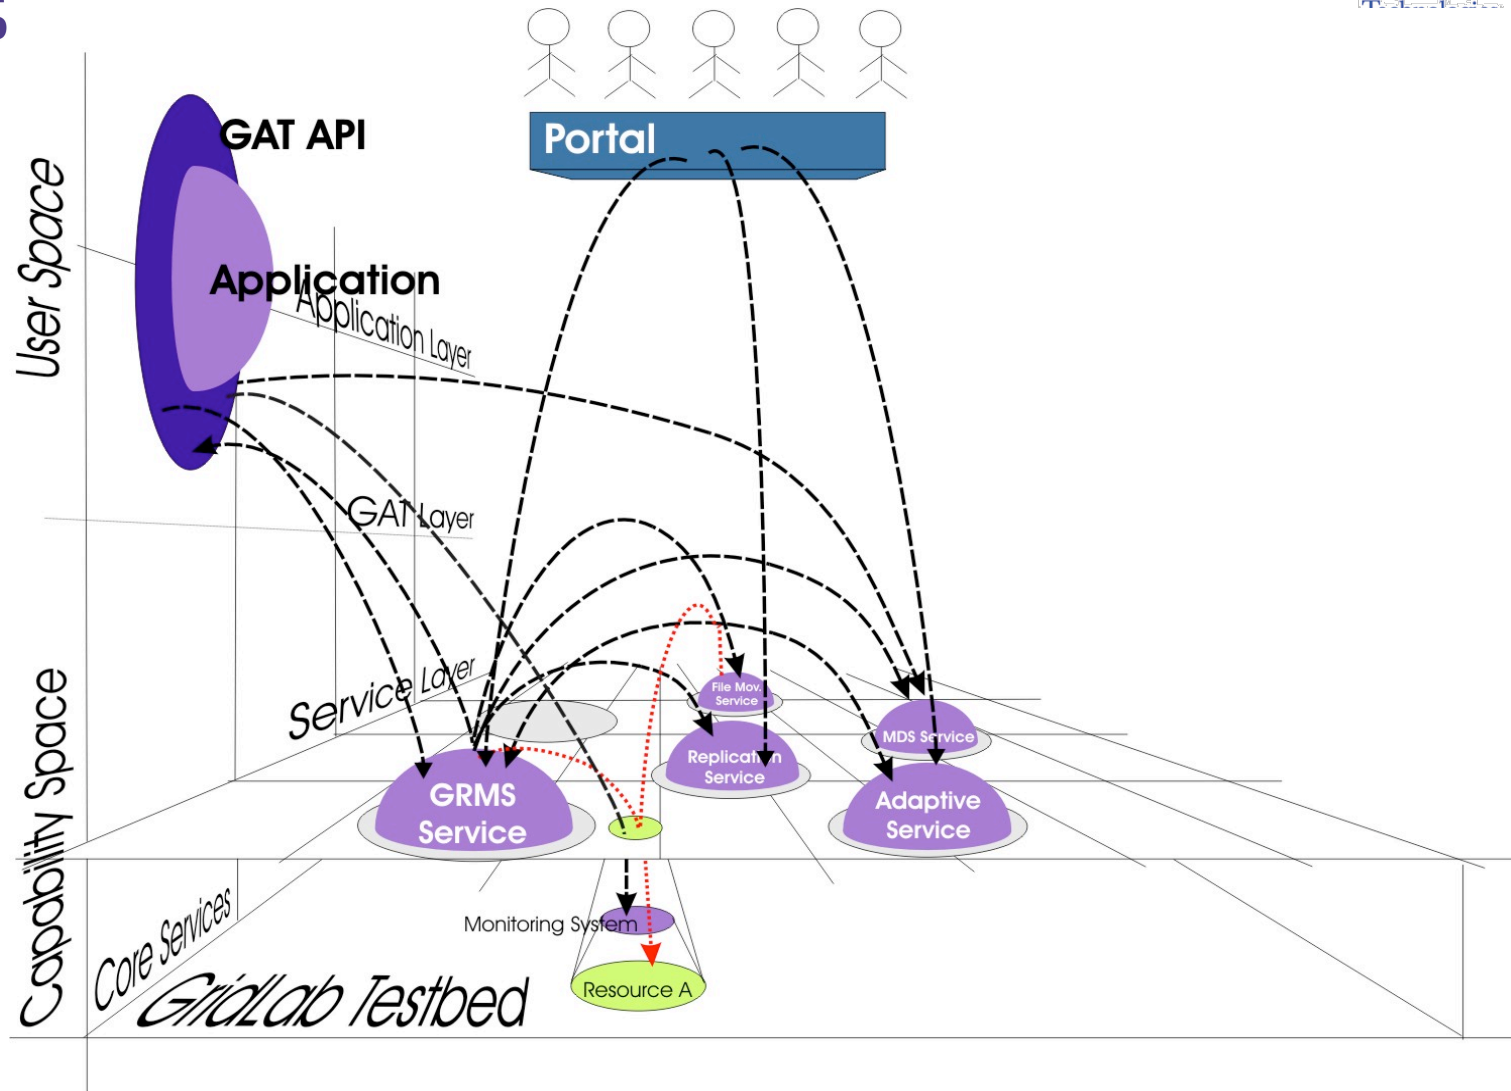 Portal
GAT API
Application
User Space
Application Layer
GAT Layer
Service Layer
File Mov.
Service
MDS Service
Replication
Service
GRMS
Service
Adaptive
Service
Capability Space
Core Services
Monitoring System
Resource A
GridLab Testbed